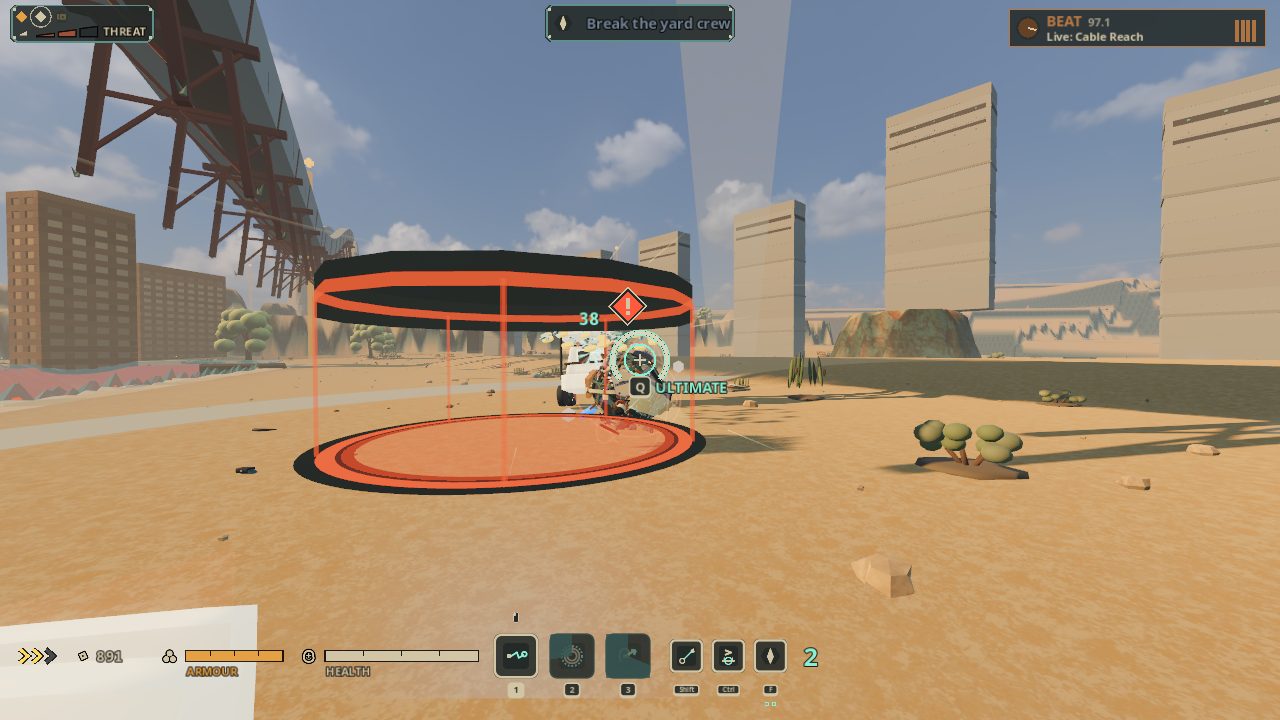 THREAT
Break the yard crew
BEAT 97.1
Live: Cable Reach
38
Q ULTIMATE
891
ARMOUR
HEALTH
1
2
3
Shift
Ctrl
F
2